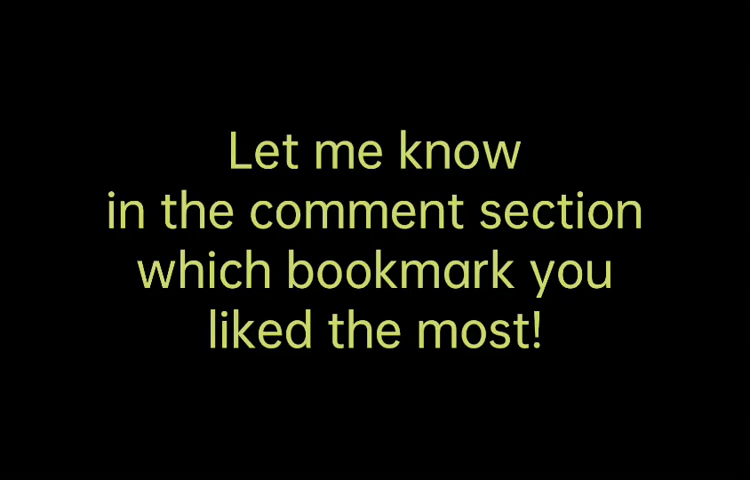 Let me know
in the comment section
which bookmark you
liked the most!